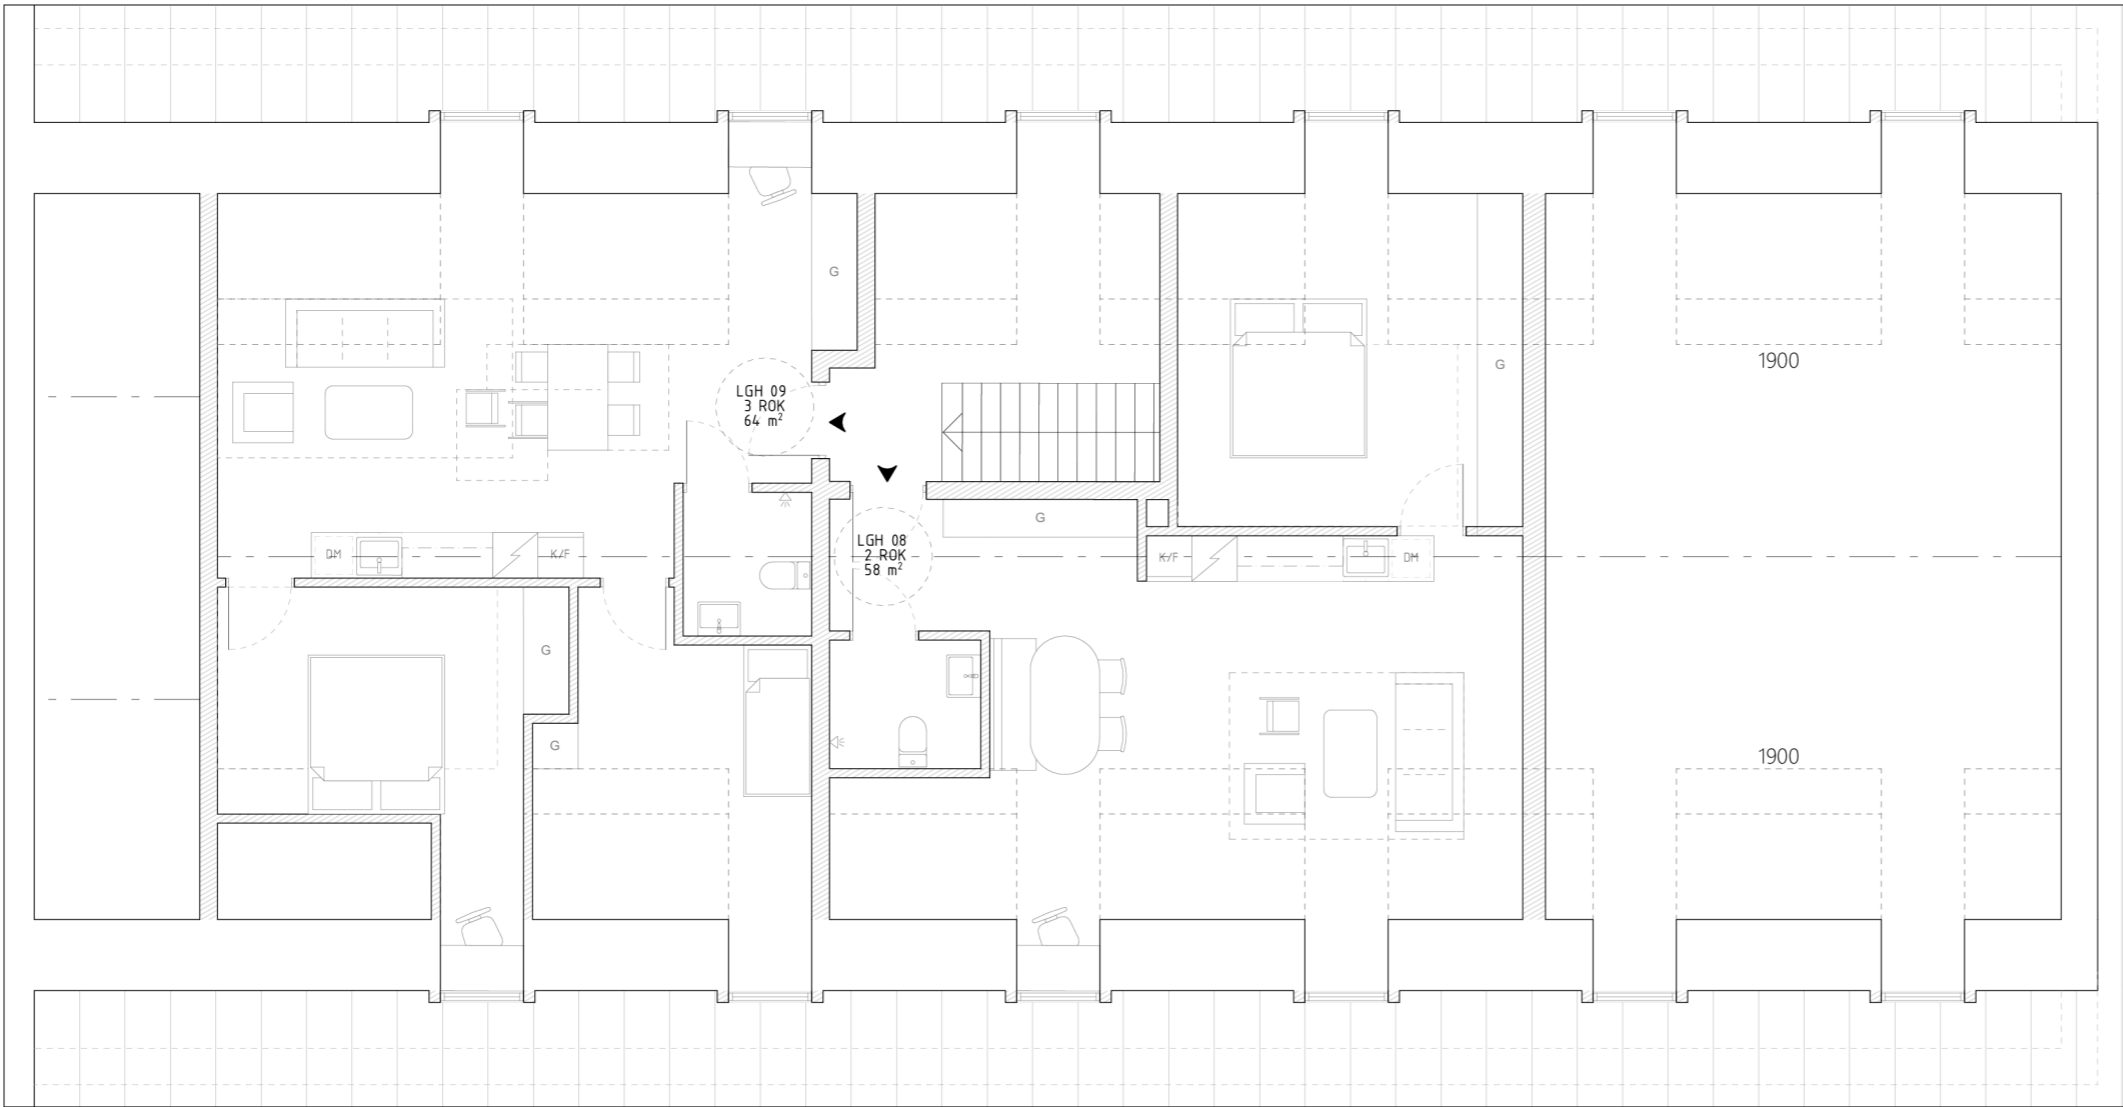 G
1900
G
LGH 09
3 ROK
64 m²
G
LGH 08
2 ROK
58 m²
DM
K/F
K/F
DM
G
G
1900